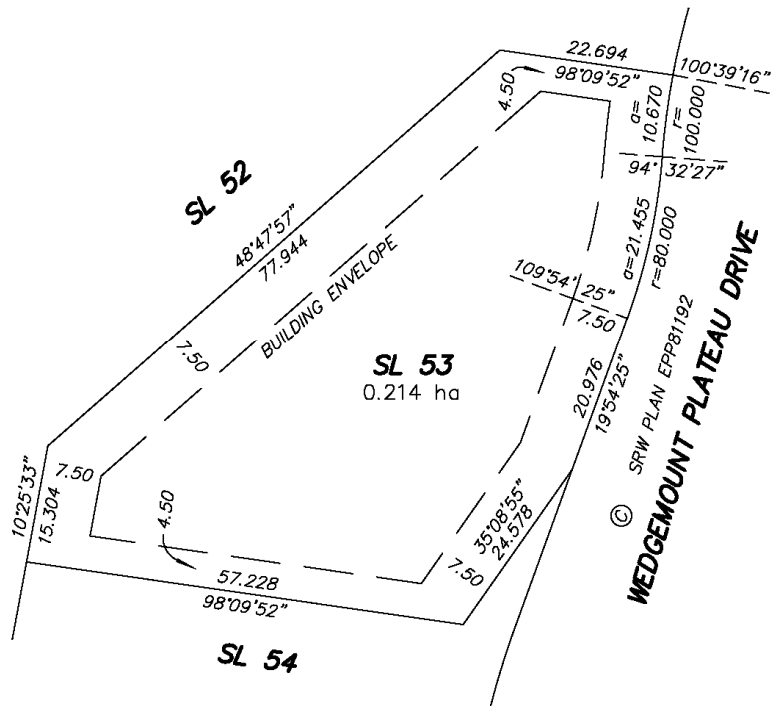 22.694
98°09'52"
100°39'16"
4.50
a=
10.670
r=
100.000
94° 32'27"
SL 52
48°47'57"
77.944
a=21.455
r=80.000
BUILDING ENVELOPE
109°54' 25"
7.50
7.50
SL 53
0.214 ha
20.976
19°54'25"
© SRW PLAN EPP81192
WEDGEMOUNT PLATEAU DRIVE
10°25'33"
15.304
7.50
4.50
35°08'55"
24.578
7.50
57.228
98°09'52"
SL 54